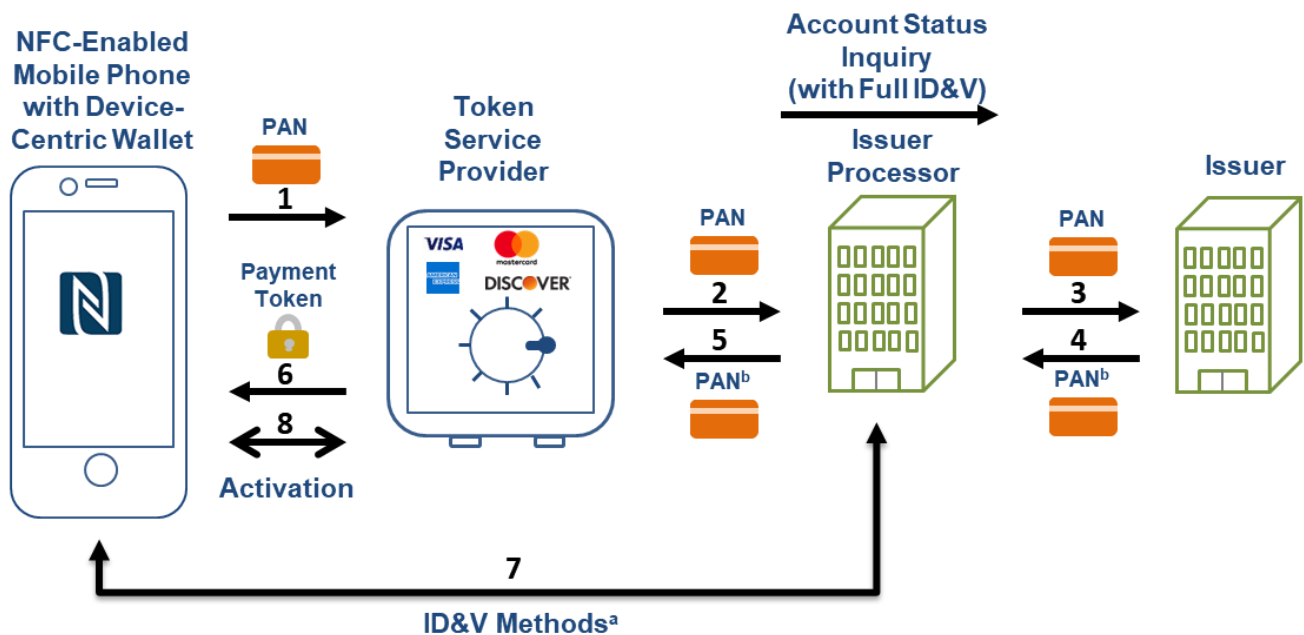 NFC-Enabled
Mobile Phone
with Device-
Centric Wallet
PAN
1
Payment
Token
6
8
Activation
Token
Service
Provider
VISA
mastercard
AMERICAN
EXPRESS
DISCOVER
Account Status
Inquiry
(with Full ID&V)
Issuer
Processor
PAN
2
5
PANᵇ
Issuer
PAN
3
4
PANᵇ
7
ID&V Methodsᵃ